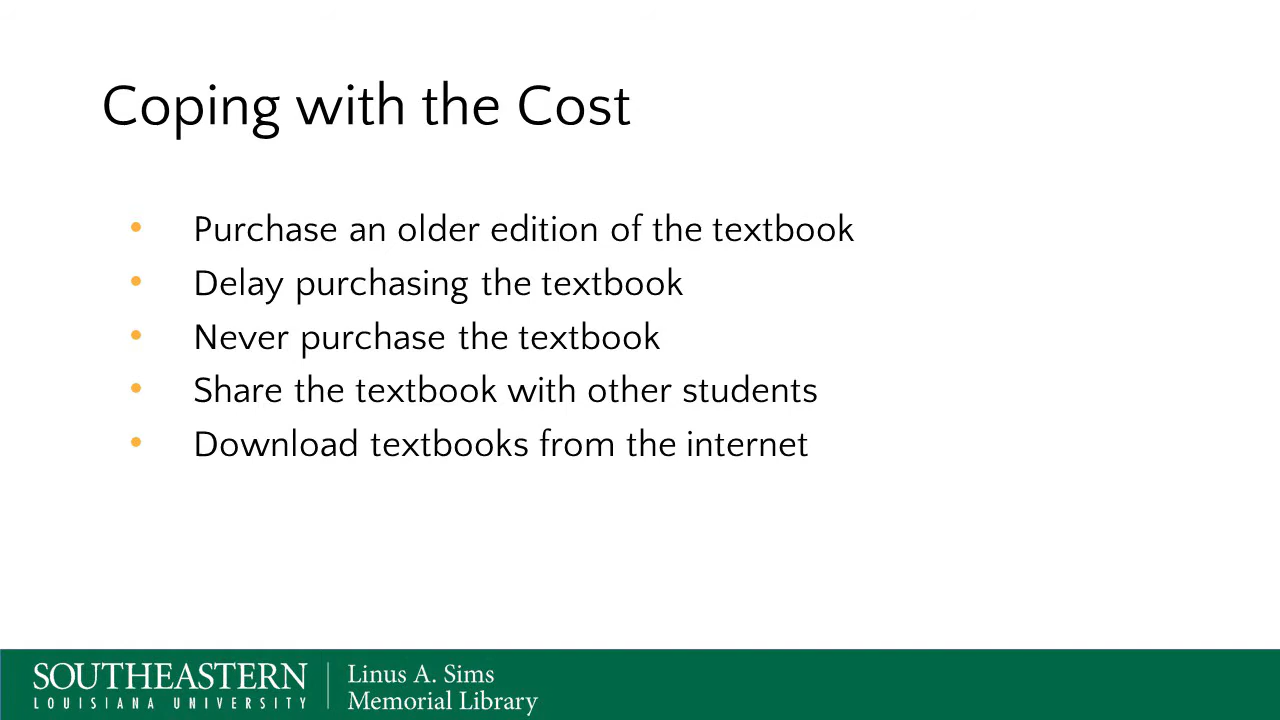 Coping with the Cost
• Purchase an older edition of the textbook
• Delay purchasing the textbook
• Never purchase the textbook
• Share the textbook with other students
• Download textbooks from the internet
SOUTHEASTERN
LOUISIANA UNIVERSITY
Linus A. Sims
Memorial Library